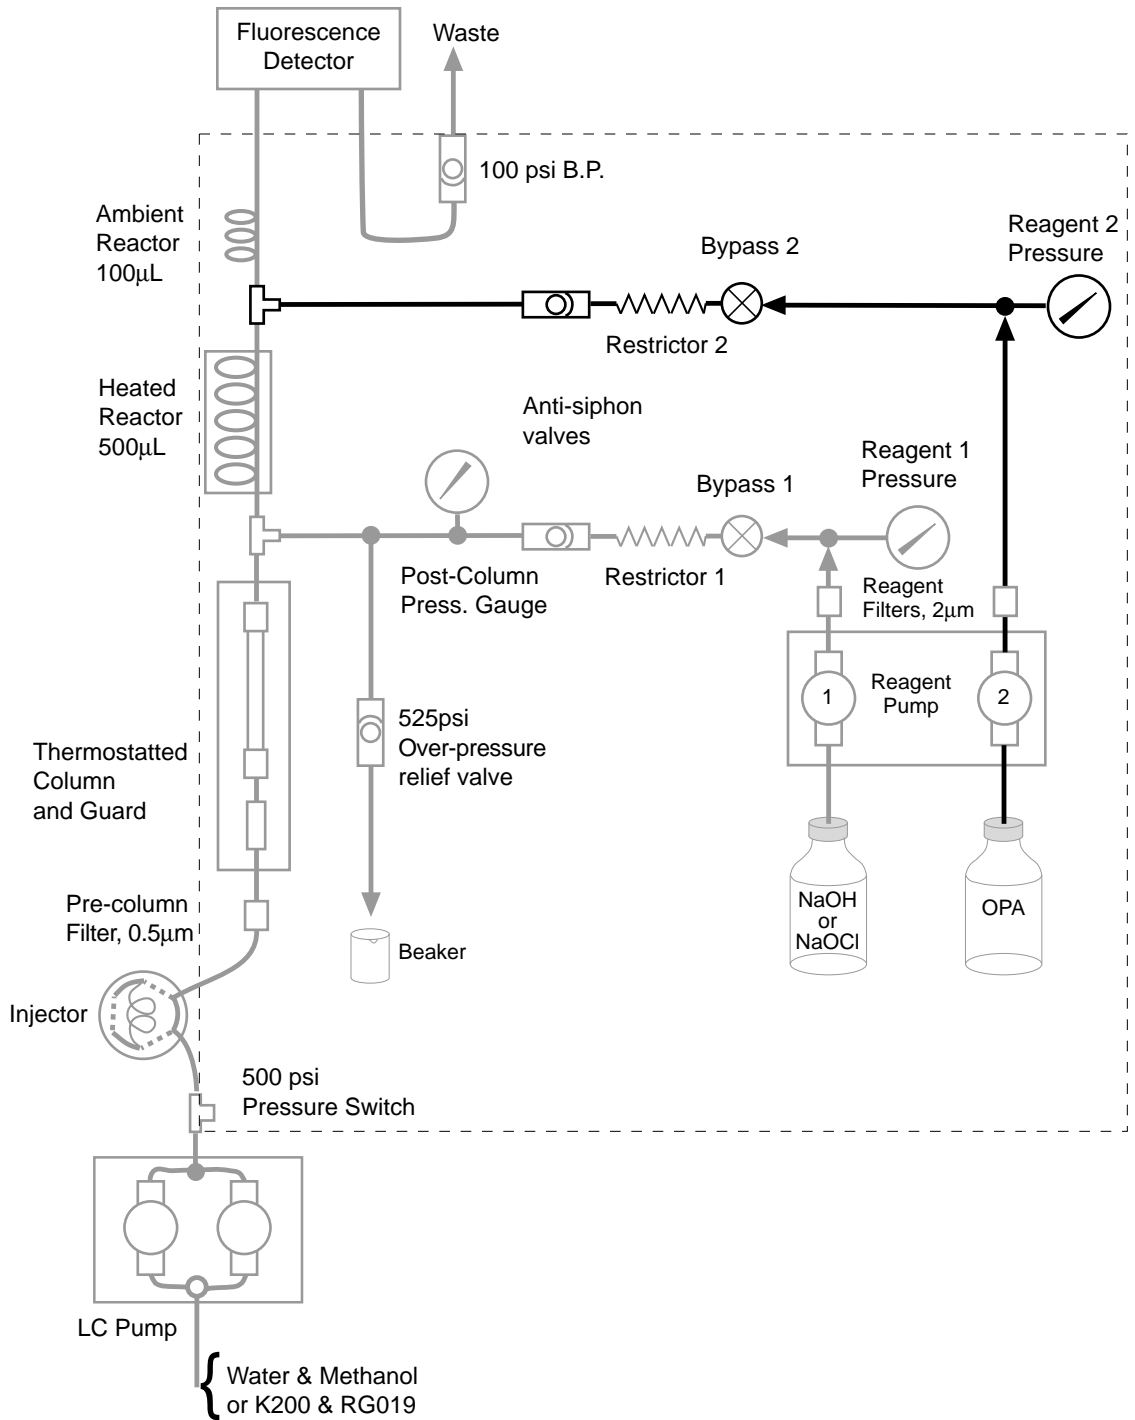 Fluorescence
Detector
Waste
100 psi B.P.
Ambient
Reactor
100μL
Bypass 2
Reagent 2
Pressure
Restrictor 2
Heated
Reactor
500μL
Anti-siphon
valves
Bypass 1
Reagent 1
Pressure
Post-Column
Press. Gauge
Restrictor 1
Reagent
Filters, 2μm
1
Reagent
Pump
2
525psi
Over-pressure
relief valve
Thermostatted
Column
and Guard
NaOH
or
NaOCl
OPA
Pre-column
Filter, 0.5μm
Beaker
Injector
500 psi
Pressure Switch
LC Pump
{ Water & Methanol
or K200 & RG019